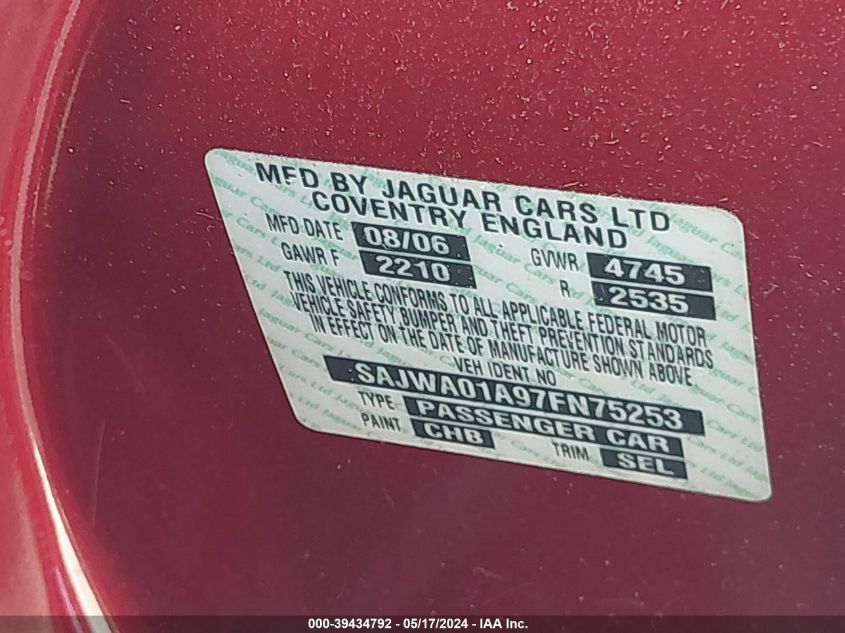 MFD BY JAGUAR CARS LTD
COVENTRY ENGLAND
MFD DATE 08/06 GVWR 4745
GAWR F 2210 R 2535
THIS VEHICLE CONFORMS TO ALL APPLICABLE FEDERAL MOTOR
VEHICLE SAFETY BUMPER AND THEFT PREVENTION STANDARDS
IN EFFECT ON THE DATE OF MANUFACTURE SHOWN ABOVE
VEH IDENT NO
SAJWA01A97FN75253
TYPE PASSENGER CAR
PAINT CHB TRIM SEL
000-39434792 - 05/17/2024 - IAA Inc.